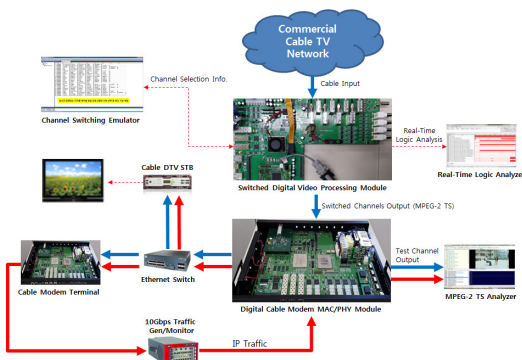 Commercial
Cable TV
Network
Cable Input
Channel Selection Info.
Channel Switching Emulator
Real-Time
Logic Analysis
Real-Time Logic Analyzer
Switched Digital Video Processing Module
Cable DTV STB
Switched Channels Output (MPEG-2 TS)
Test Channel
Output
MPEG-2 TS Analyzer
Ethernet Switch
Cable Modem Terminal
Digital Cable Modem MAC/PHY Module
10Gbps Traffic
Gen/Monitor
IP Traffic